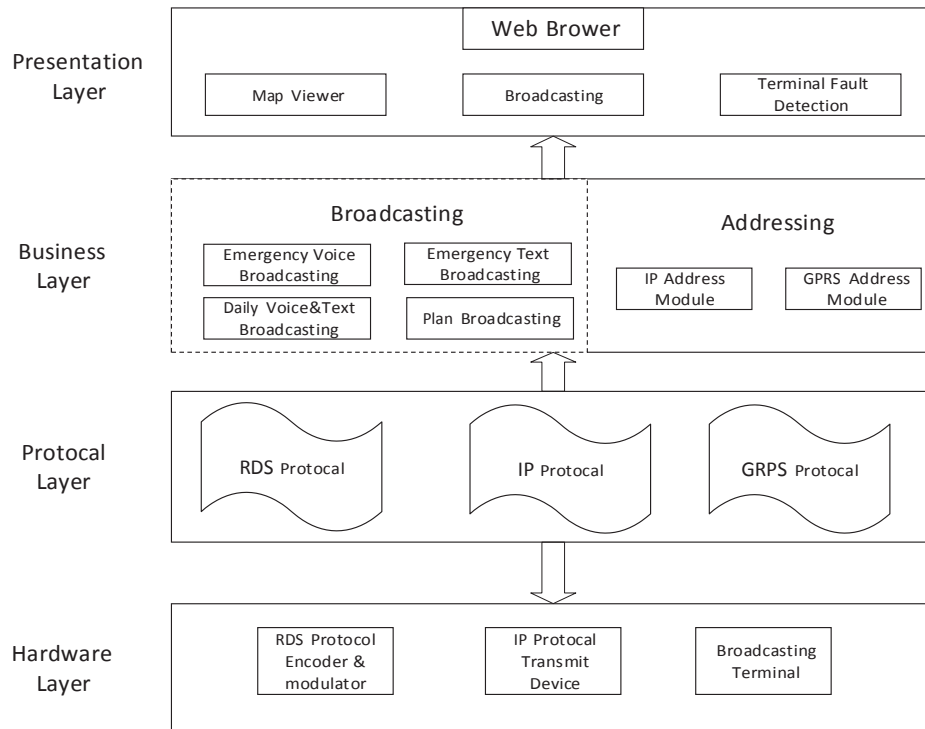 Presentation
Layer
Web Brower
Map Viewer
Broadcasting
Terminal Fault
Detection
Business
Layer
Broadcasting
Emergency Voice
Broadcasting
Emergency Text
Broadcasting
Daily Voice&Text
Broadcasting
Plan Broadcasting
Addressing
IP Address
Module
GPRS Address
Module
Protocal
Layer
RDS Protocal
IP Protocal
GRPS Protocal
Hardware
Layer
RDS Protocol
Encoder &
modulator
IP Protocal
Transmit
Device
Broadcasting
Terminal